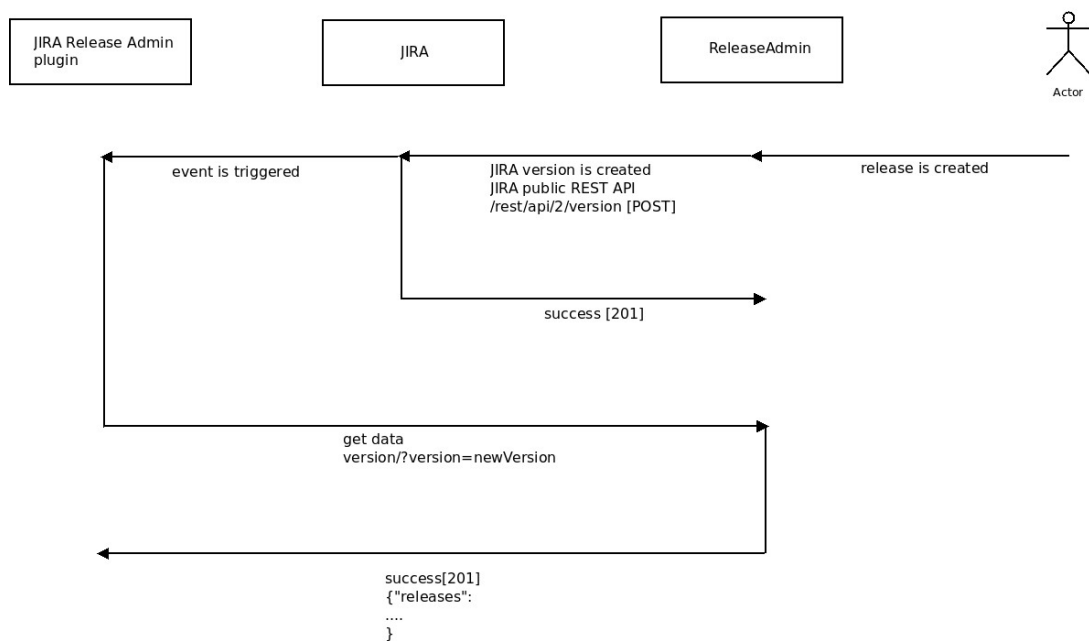 JIRA Release Admin
plugin
JIRA
ReleaseAdmin
Actor
event is triggered
JIRA version is created
JIRA public REST API
/rest/api/2/version [POST]
release is created
success [201]
get data
version/?version=newVersion
success[201]
{"releases":
....
}